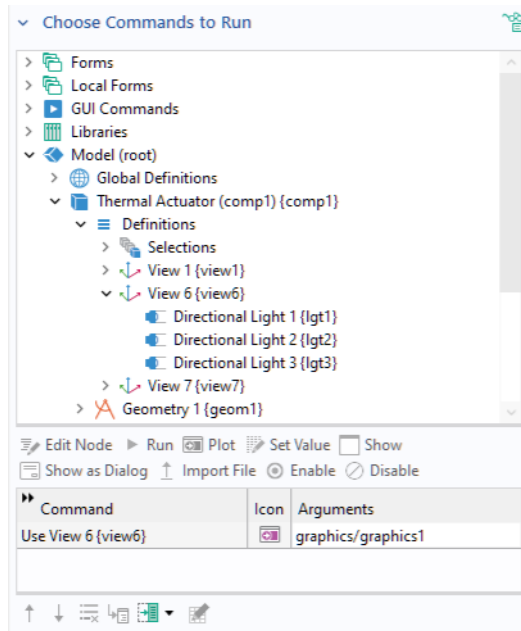 Choose Commands to Run
Forms
Local Forms
GUI Commands
Libraries
Model (root)
Global Definitions
Thermal Actuator (comp1) {comp1}
Definitions
Selections
View 1 {view1}
View 6 {view6}
Directional Light 1 {lgt1}
Directional Light 2 {lgt2}
Directional Light 3 {lgt3}
View 7 {view7}
Geometry 1 {geom1}
Edit Node Run Plot Set Value Show
Show as Dialog Import File Enable Disable
Command Icon Arguments
Use View 6 {view6} graphics/graphics1